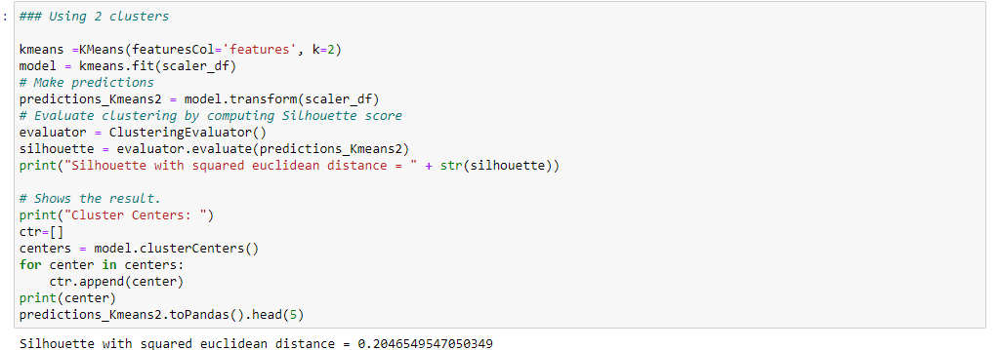 : ### Using 2 clusters
kmeans =KMeans(featuresCol='features', k=2)
model = kmeans.fit(scaler_df)
# Make predictions
predictions_Kmeans2 = model.transform(scaler_df)
# Evaluate clustering by computing Silhouette score
evaluator = ClusteringEvaluator()
silhouette = evaluator.evaluate(predictions_Kmeans2)
print("Silhouette with squared euclidean distance = " + str(silhouette))
# Shows the result.
print("Cluster Centers: ")
ctr=[]
centers = model.clusterCenters()
for center in centers:
    ctr.append(center)
print(center)
predictions_Kmeans2.toPandas().head(5)
Silhouette with squared euclidean distance = 0.2046549547050349